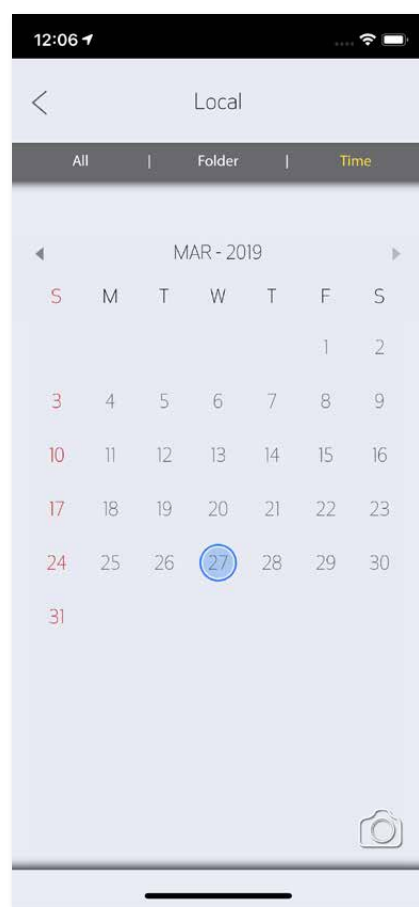 12:06
Local
All | Folder | Time
MAR - 2019
S M T W T F S
1 2
3 4 5 6 7 8 9
10 11 12 13 14 15 16
17 18 19 20 21 22 23
24 25 26 27 28 29 30
31